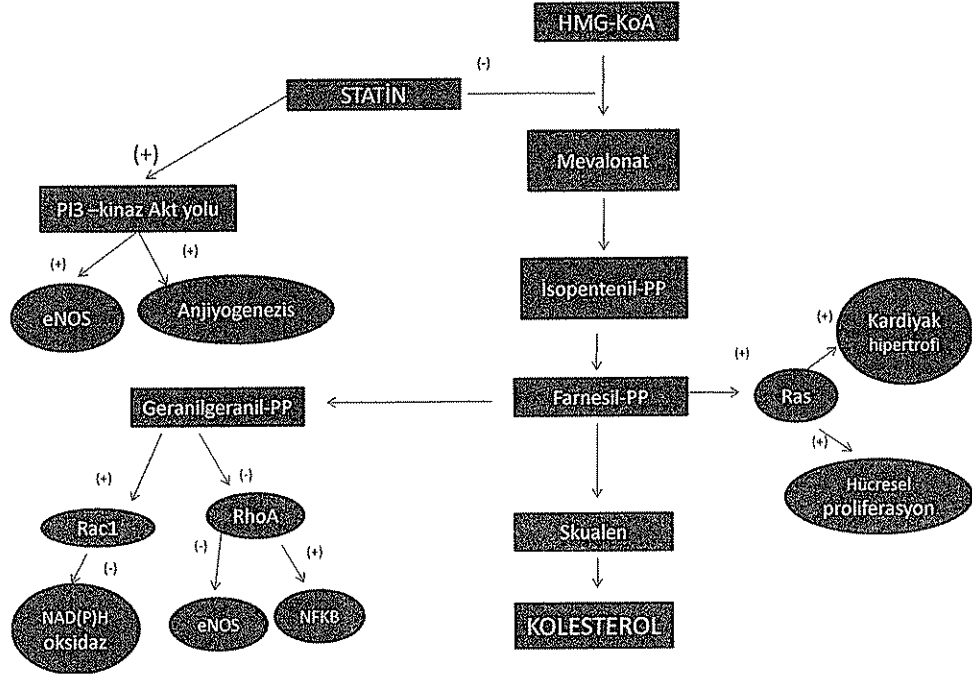 HMG-KoA
(-)
STATİN
(+)
Mevalonat
PI3 –kinaz Akt yolu
(+)
(+)
eNOS
Anjiyogenezis
İsopentenil-PP
(+)
Kardiyak
hipertrofi
(+)
Geranilgeranil-PP
Farnesil-PP
Ras
(+)
(+)
(-)
Hücresel
proliferasyon
Rac1
RhoA
Skualen
(-)
(-)
(+)
NAD(P)H
oksidaz
eNOS
NFKB
KOLESTEROL